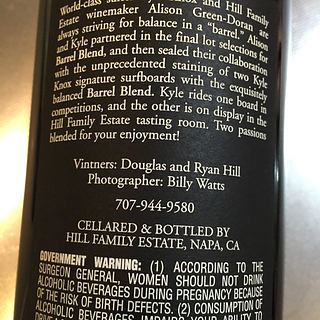 World-class
and Hill Family
Estate winemaker Alison Green-Doran are
always striving for balance in a "barrel." Alison
and Kyle partnered in the final lot selections for
Barrel Blend, and then sealed their collaboration
with the unprecedented staining of two Kyle
Knox signature surfboards with the exquisitely
balanced Barrel Blend. Kyle rides one board in
competitions, and the other is on display in the
Hill Family Estate tasting room. Two passions
blended for your enjoyment!
Vintners: Douglas and Ryan Hill
Photographer: Billy Watts
707-944-9580
CELLARED & BOTTLED BY
HILL FAMILY ESTATE, NAPA, CA
GOVERNMENT WARNING: (1) ACCORDING TO THE
SURGEON GENERAL, WOMEN SHOULD NOT DRINK
ALCOHOLIC BEVERAGES DURING PREGNANCY BECAUSE
OF THE RISK OF BIRTH DEFECTS. (2) CONSUMPTION OF
ALCOHOLIC BEVERAGES IMPAIRS YOUR ABILITY TO